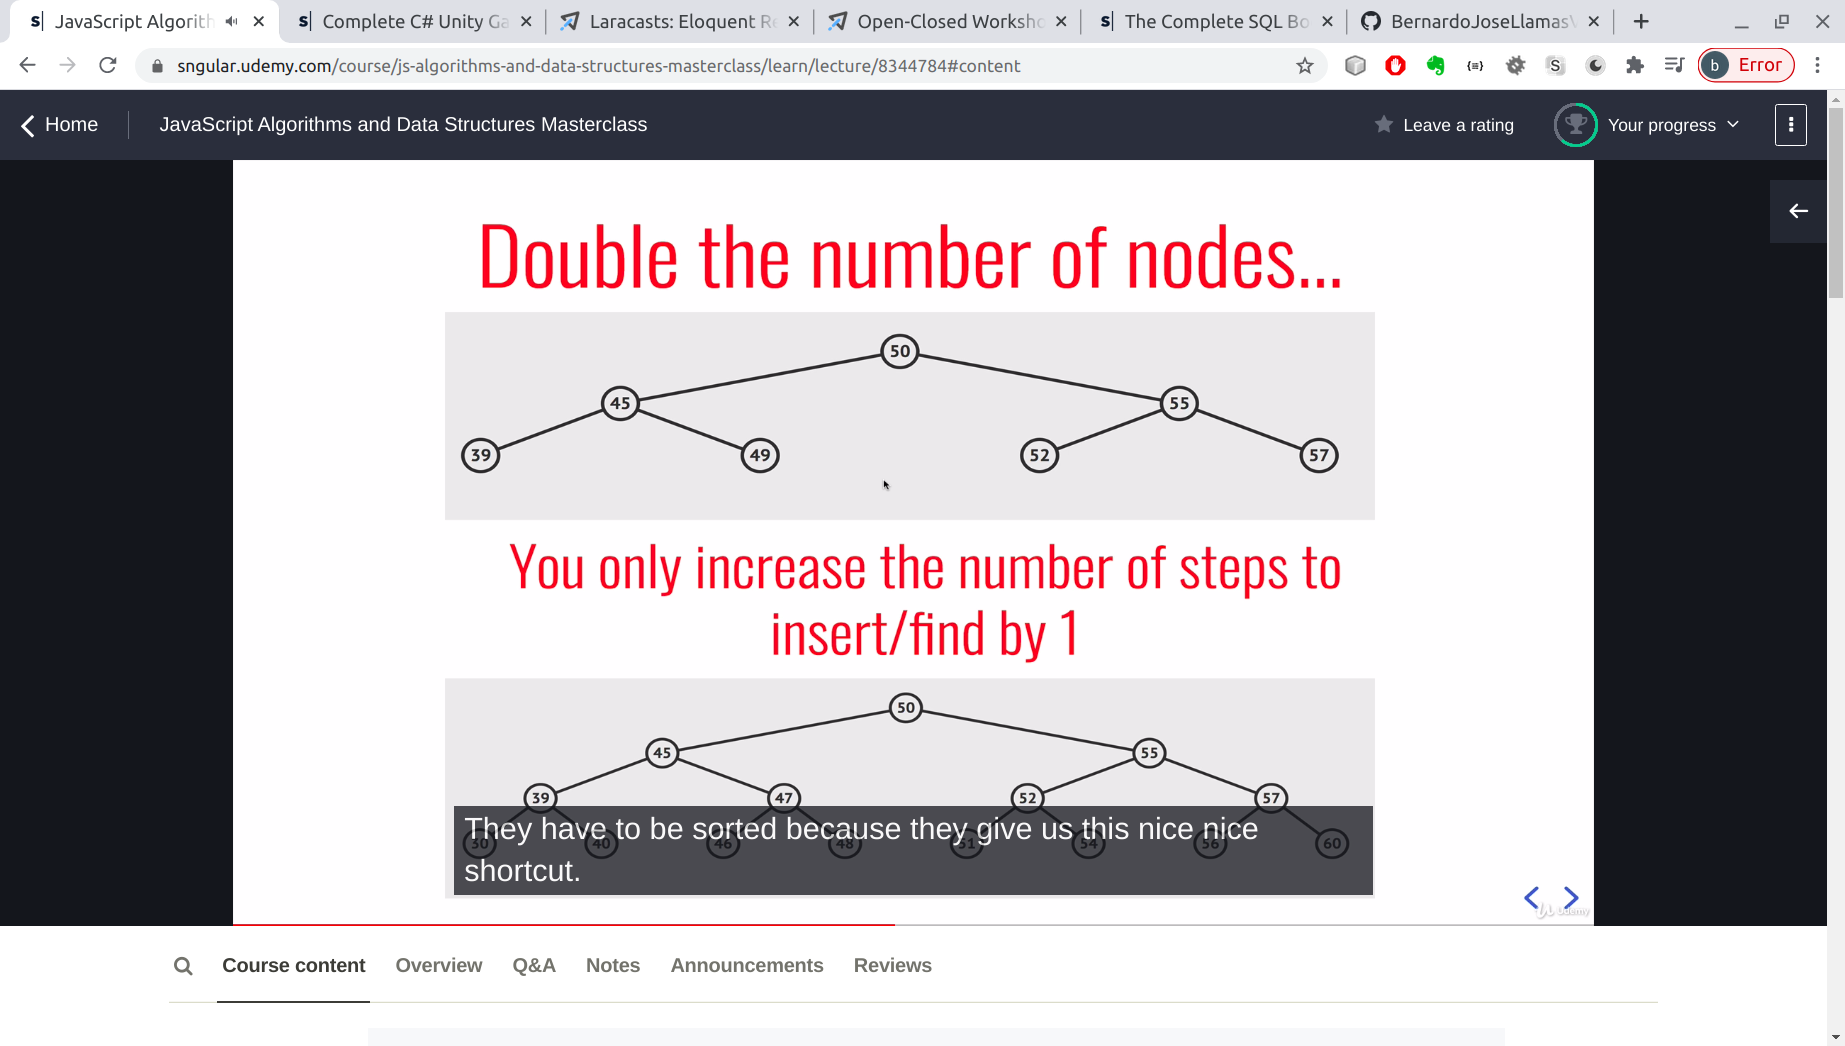 s| JavaScript Algorith
s| Complete C# Unity Ga
Laracasts: Eloquent Re
Open-Closed Worksho
s| The Complete SQL Bo
BernardoJoseLlamasV
sngular.udemy.com/course/js-algorithms-and-data-structures-masterclass/learn/lecture/8344784#content
S
b Error
Home
JavaScript Algorithms and Data Structures Masterclass
Leave a rating
Your progress
Double the number of nodes...
50
45 55
39 49 52 57
You only increase the number of steps to
insert/find by 1
50
45 55
39 47 52 57
30 40 46 48 51 54 56 60
They have to be sorted because they give us this nice nice
shortcut.
Udemy
Course content Overview Q&A Notes Announcements Reviews